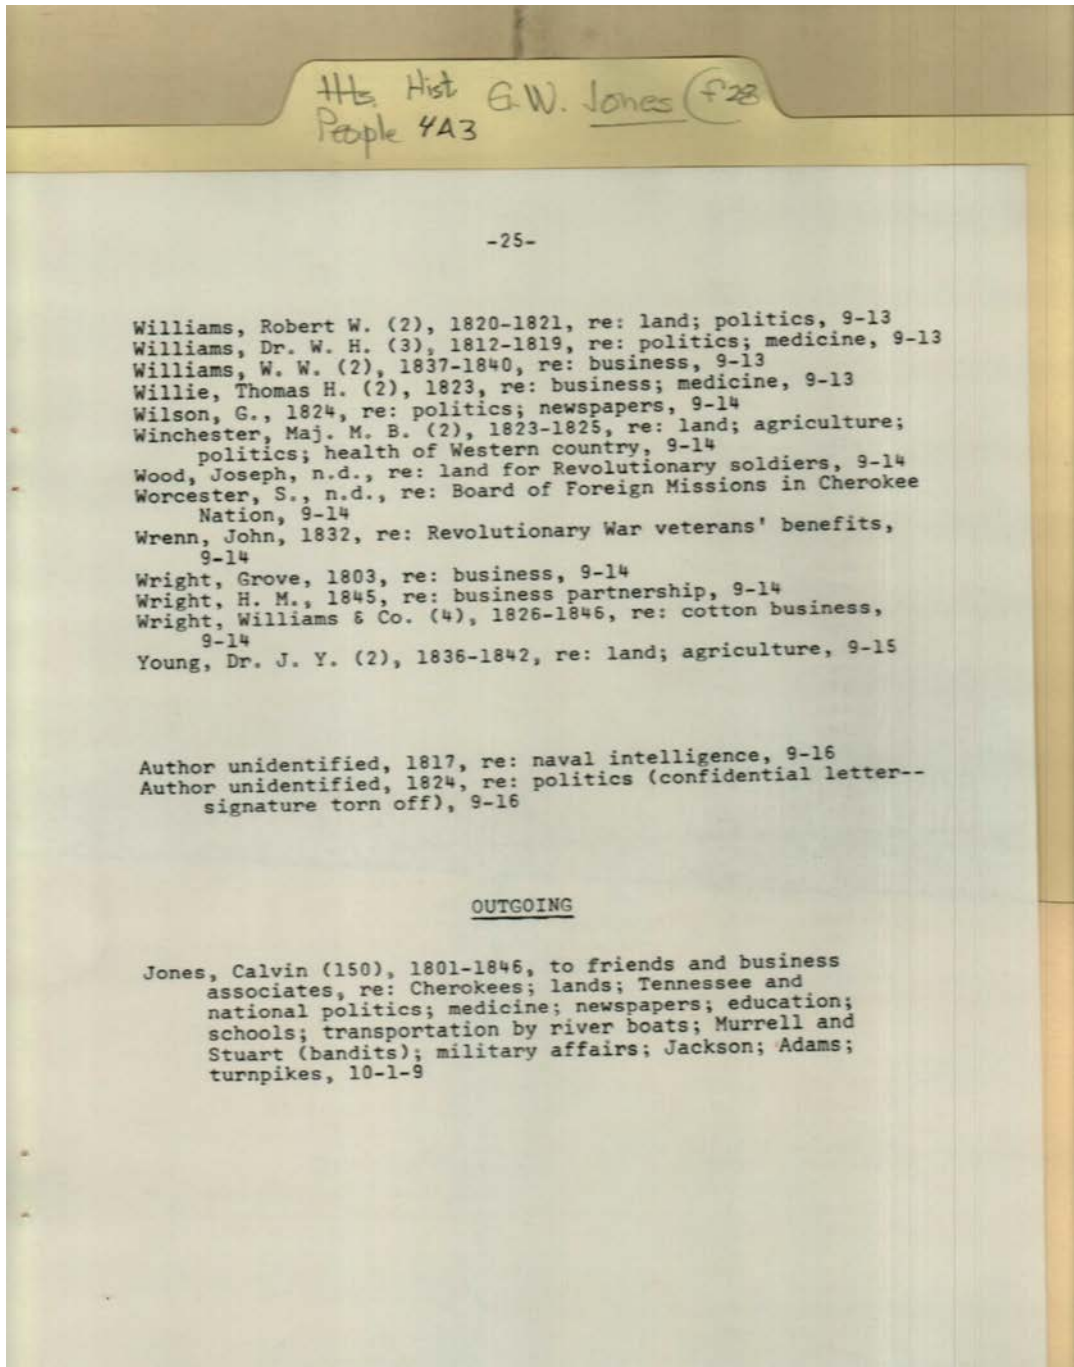 Hts. Hist G.W. Jones f28
People 4A3
-25-
Williams, Robert W. (2), 1820-1821, re: land; politics, 9-13
Williams, Dr. W. H. (3), 1812-1819, re: politics; medicine, 9-13
Williams, W. W. (2), 1837-1840, re: business, 9-13
Willie, Thomas H. (2), 1823, re: business; medicine, 9-13
Wilson, G., 1824, re: politics; newspapers, 9-14
Winchester, Maj. M. B. (2), 1823-1825, re: land; agriculture;
politics; health of Western country, 9-14
Wood, Joseph, n.d., re: land for Revolutionary soldiers, 9-14
Worcester, S., n.d., re: Board of Foreign Missions in Cherokee
Nation, 9-14
Wrenn, John, 1832, re: Revolutionary War veterans' benefits,
9-14
Wright, Grove, 1803, re: business, 9-14
Wright, H. M., 1845, re: business partnership, 9-14
Wright, Williams & Co. (4), 1826-1846, re: cotton business,
9-14
Young, Dr. J. Y. (2), 1836-1842, re: land; agriculture, 9-15
Author unidentified, 1817, re: naval intelligence, 9-16
Author unidentified, 1824, re: politics (confidential letter--
signature torn off), 9-16
OUTGOING
Jones, Calvin (150), 1801-1846, to friends and business
associates, re: Cherokees; lands; Tennessee and
national politics; medicine; newspapers; education;
schools; transportation by river boats; Murrell and
Stuart (bandits); military affairs; Jackson; Adams;
turnpikes, 10-1-9